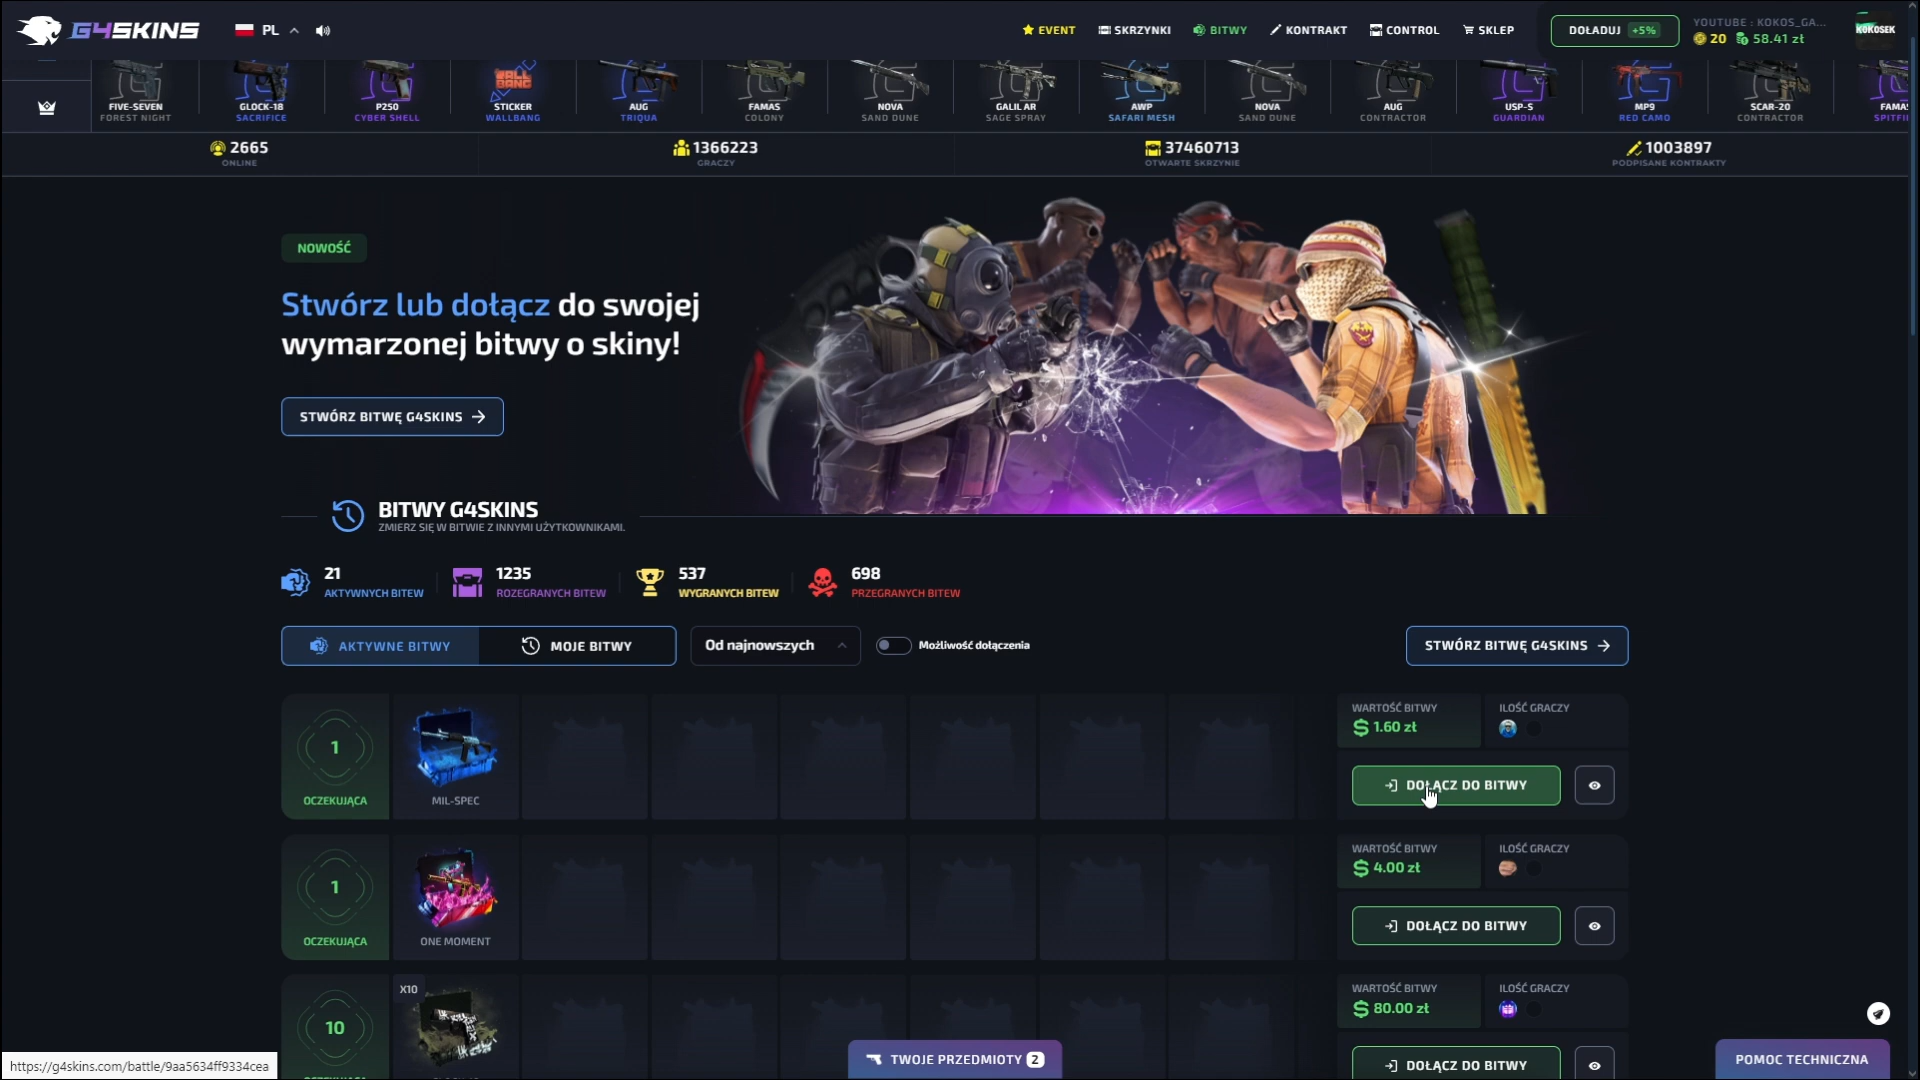 G4SKINS
PL
EVENT
SKRZYNKI
BITWY
KONTRAKT
CONTROL
SKLEP
DOŁADUJ +5%
YOUTUBE : KOKOS_GA...
20 58.41 zł
KOKOSEK
FIVE-SEVEN
FOREST NIGHT
GLOCK-18
SACRIFICE
P250
CYBER SHELL
WALL BANG
STICKER
WALLBANG
AUG
TRIQUA
FAMAS
COLONY
NOVA
SAND DUNE
GALIL AR
SAGE SPRAY
AWP
SAFARI MESH
NOVA
SAND DUNE
AUG
CONTRACTOR
USP-S
GUARDIAN
MP9
RED CAMO
SCAR-20
CONTRACTOR
FAMAS
SPITFI
2665
ONLINE
1366223
GRACZY
37460713
OTWARTE SKRZYNIE
1003897
PODPISANE KONTRAKTY
NOWOŚĆ
Stwórz lub dołącz do swojej
wymarzonej bitwy o skiny!
STWÓRZ BITWĘ G4SKINS
BITWY G4SKINS
ZMIERZ SIĘ W BITWIE Z INNYMI UŻYTKOWNIKAMI.
21
AKTYWNYCH BITEW
1235
ROZEGRANYCH BITEW
537
WYGRANYCH BITEW
698
PRZEGRANYCH BITEW
AKTYWNE BITWY
MOJE BITWY
Od najnowszych
Możliwość dołączenia
STWÓRZ BITWĘ G4SKINS
1
OCZEKUJĄCA
MIL-SPEC
WARTOŚĆ BITWY
1.60 zł
ILOŚĆ GRACZY
DOŁĄCZ DO BITWY
1
OCZEKUJĄCA
ONE MOMENT
WARTOŚĆ BITWY
4.00 zł
ILOŚĆ GRACZY
DOŁĄCZ DO BITWY
10
X10
WARTOŚĆ BITWY
80.00 zł
ILOŚĆ GRACZY
DOŁĄCZ DO BITWY
TWOJE PRZEDMIOTY 2
POMOC TECHNICZNA
https://g4skins.com/battle/9aa5634ff9334cea